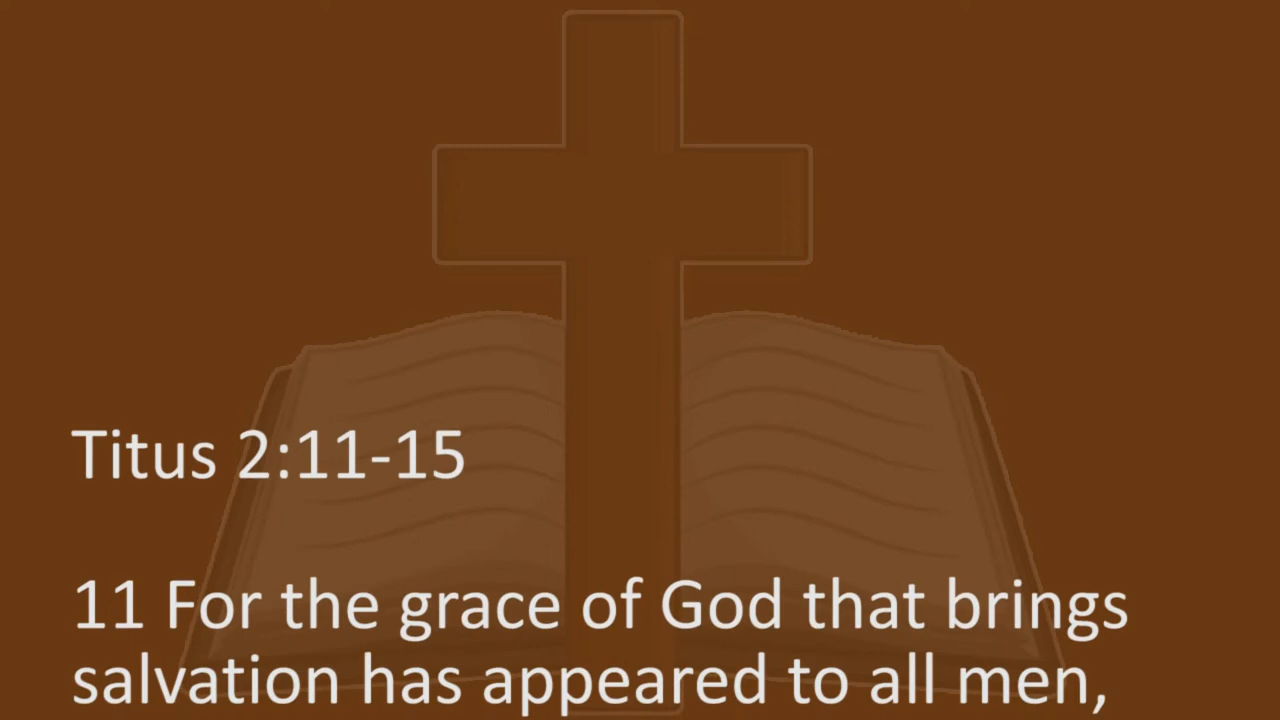 Titus 2:11-15
11 For the grace of God that brings
salvation has appeared to all men,